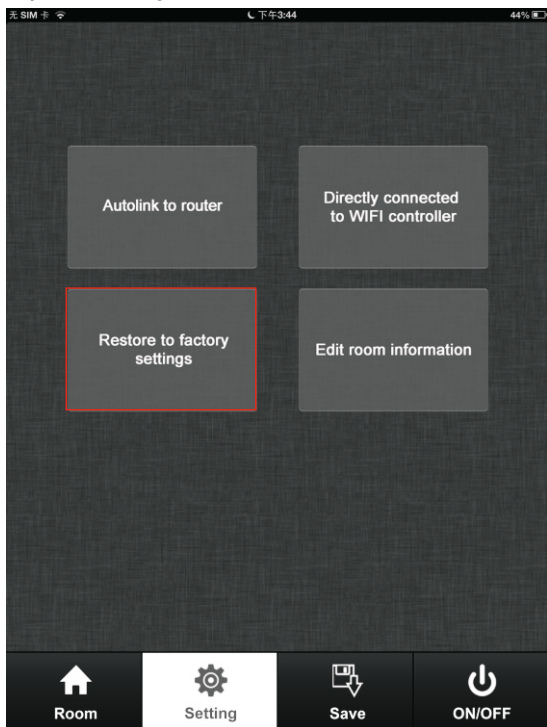 无 SIM 卡 下午3:44 44%
Autolink to router
Directly connected
to WIFI controller
Restore to factory
settings
Edit room information
Room Setting Save ON/OFF